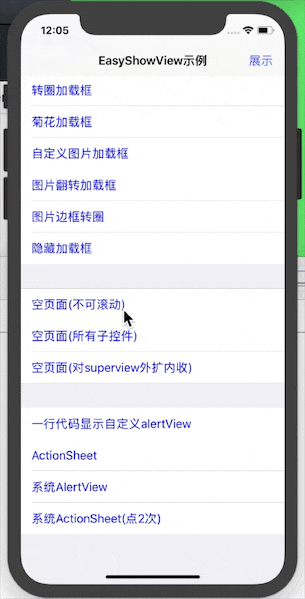 12:05
EasyShowView示例 展示
转圈加载框
菊花加载框
自定义图片加载框
图片翻转加载框
图片边框转圈
隐藏加载框
空页面(不可滚动)
空页面(所有子控件)
空页面(对superview外扩内收)
一行代码显示自定义alertView
ActionSheet
系统AlertView
系统ActionSheet(点2次)